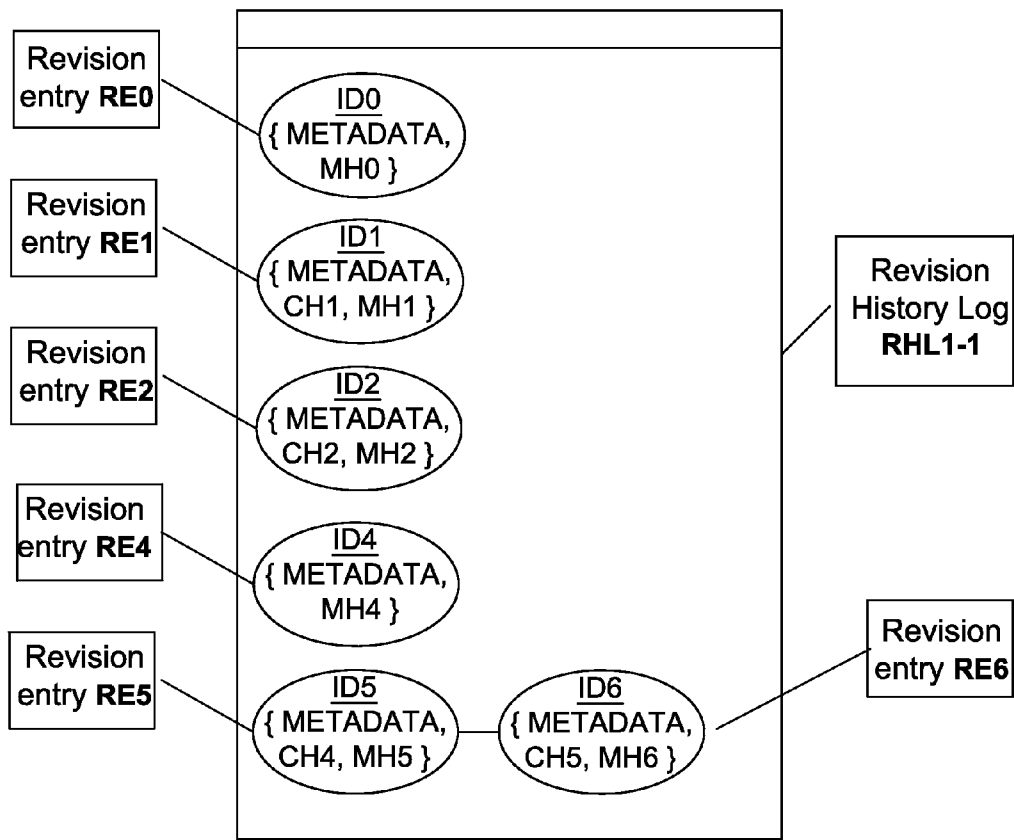 Revision
entry RE0
ID0
{ METADATA,
MH0 }
Revision
entry RE1
ID1
{ METADATA,
CH1, MH1 }
Revision
History Log
RHL1-1
Revision
entry RE2
ID2
{ METADATA,
CH2, MH2 }
Revision
entry RE4
ID4
{ METADATA,
MH4 }
Revision
entry RE5
ID5
{ METADATA,
CH4, MH5 }
ID6
{ METADATA,
CH5, MH6 }
Revision
entry RE6